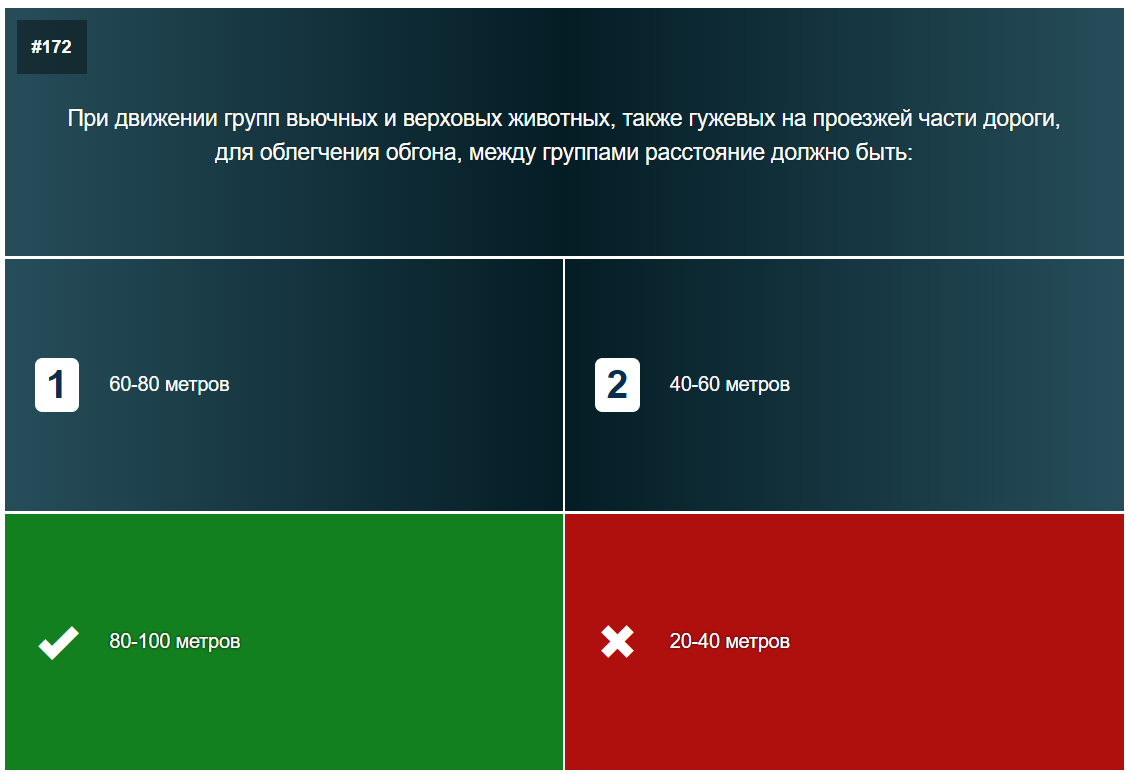 #172
При движении групп вьючных и верховых животных, также гужевых на проезжей части дороги,
для облегчения обгона, между группами расстояние должно быть:
1 60-80 метров
2 40-60 метров
80-100 метров
20-40 метров